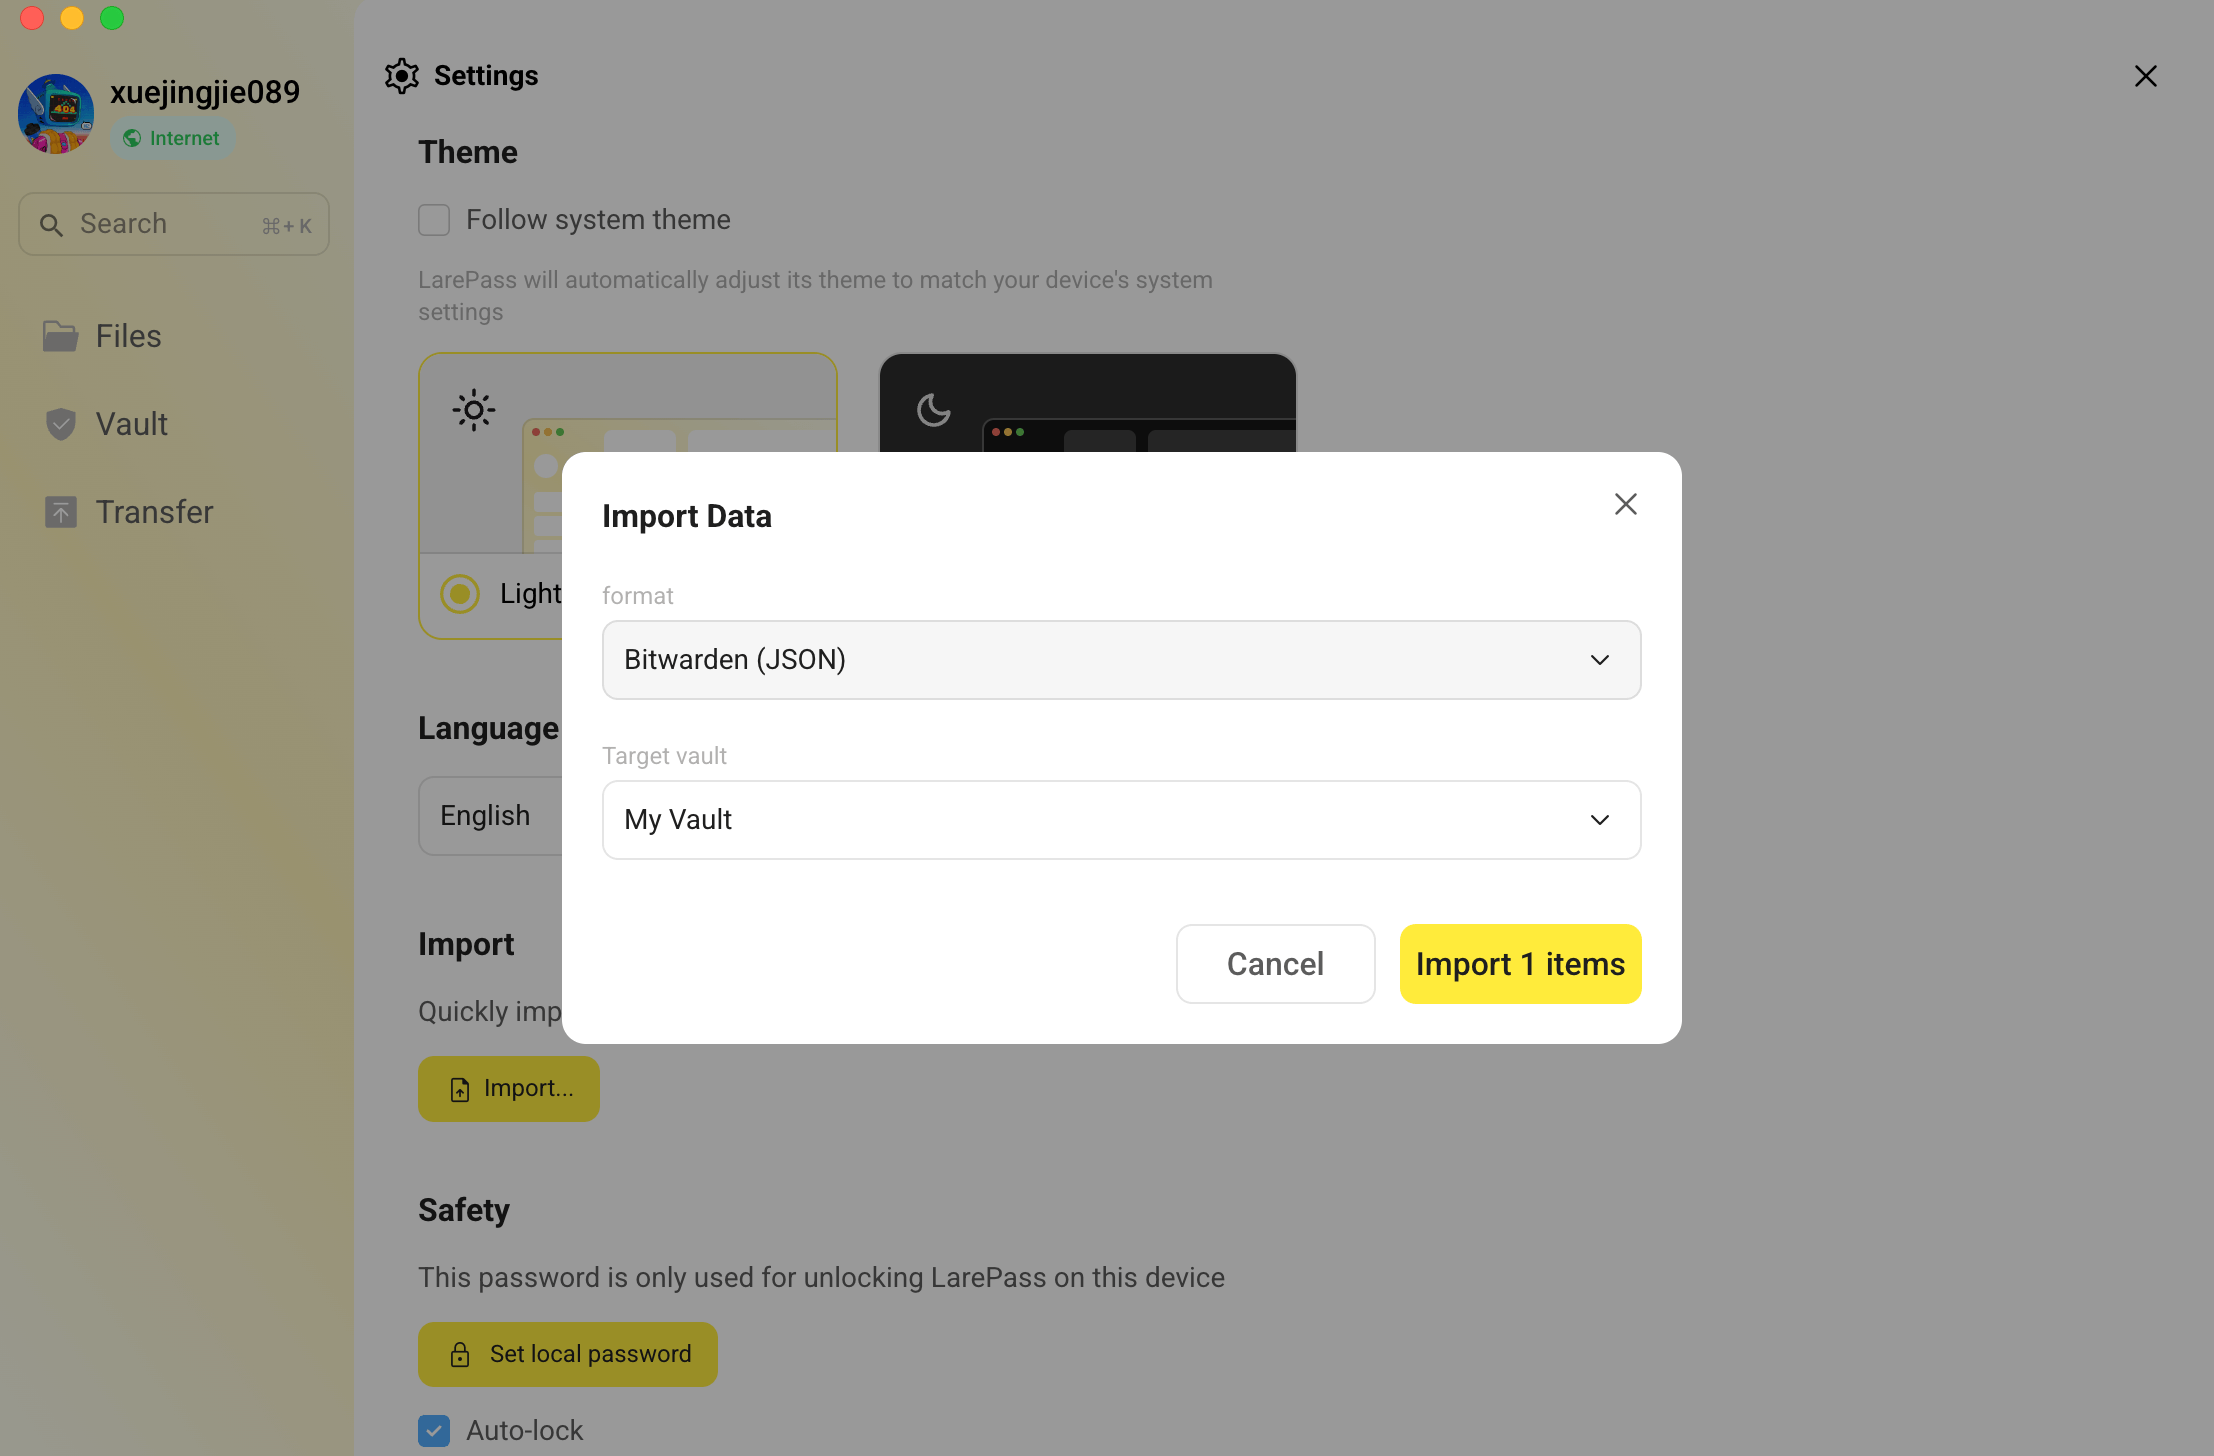 xuejingjie089
Internet
Search
⌘+ K
Files
Vault
Transfer
Settings
Theme
Follow system theme
LarePass will automatically adjust its theme to match your device's system
settings
Light
Language
English
Import
Quickly imp
Import...
Safety
This password is only used for unlocking LarePass on this device
Set local password
Auto-lock
Import Data
format
Bitwarden (JSON)
Target vault
My Vault
Cancel
Import 1 items